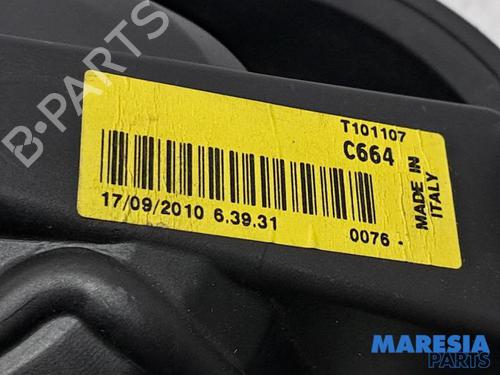 B-PARTS
T101107
C664
MADE IN
ITALY
17/09/2010 6.39.31
0076 -
MARESIA
PARTS